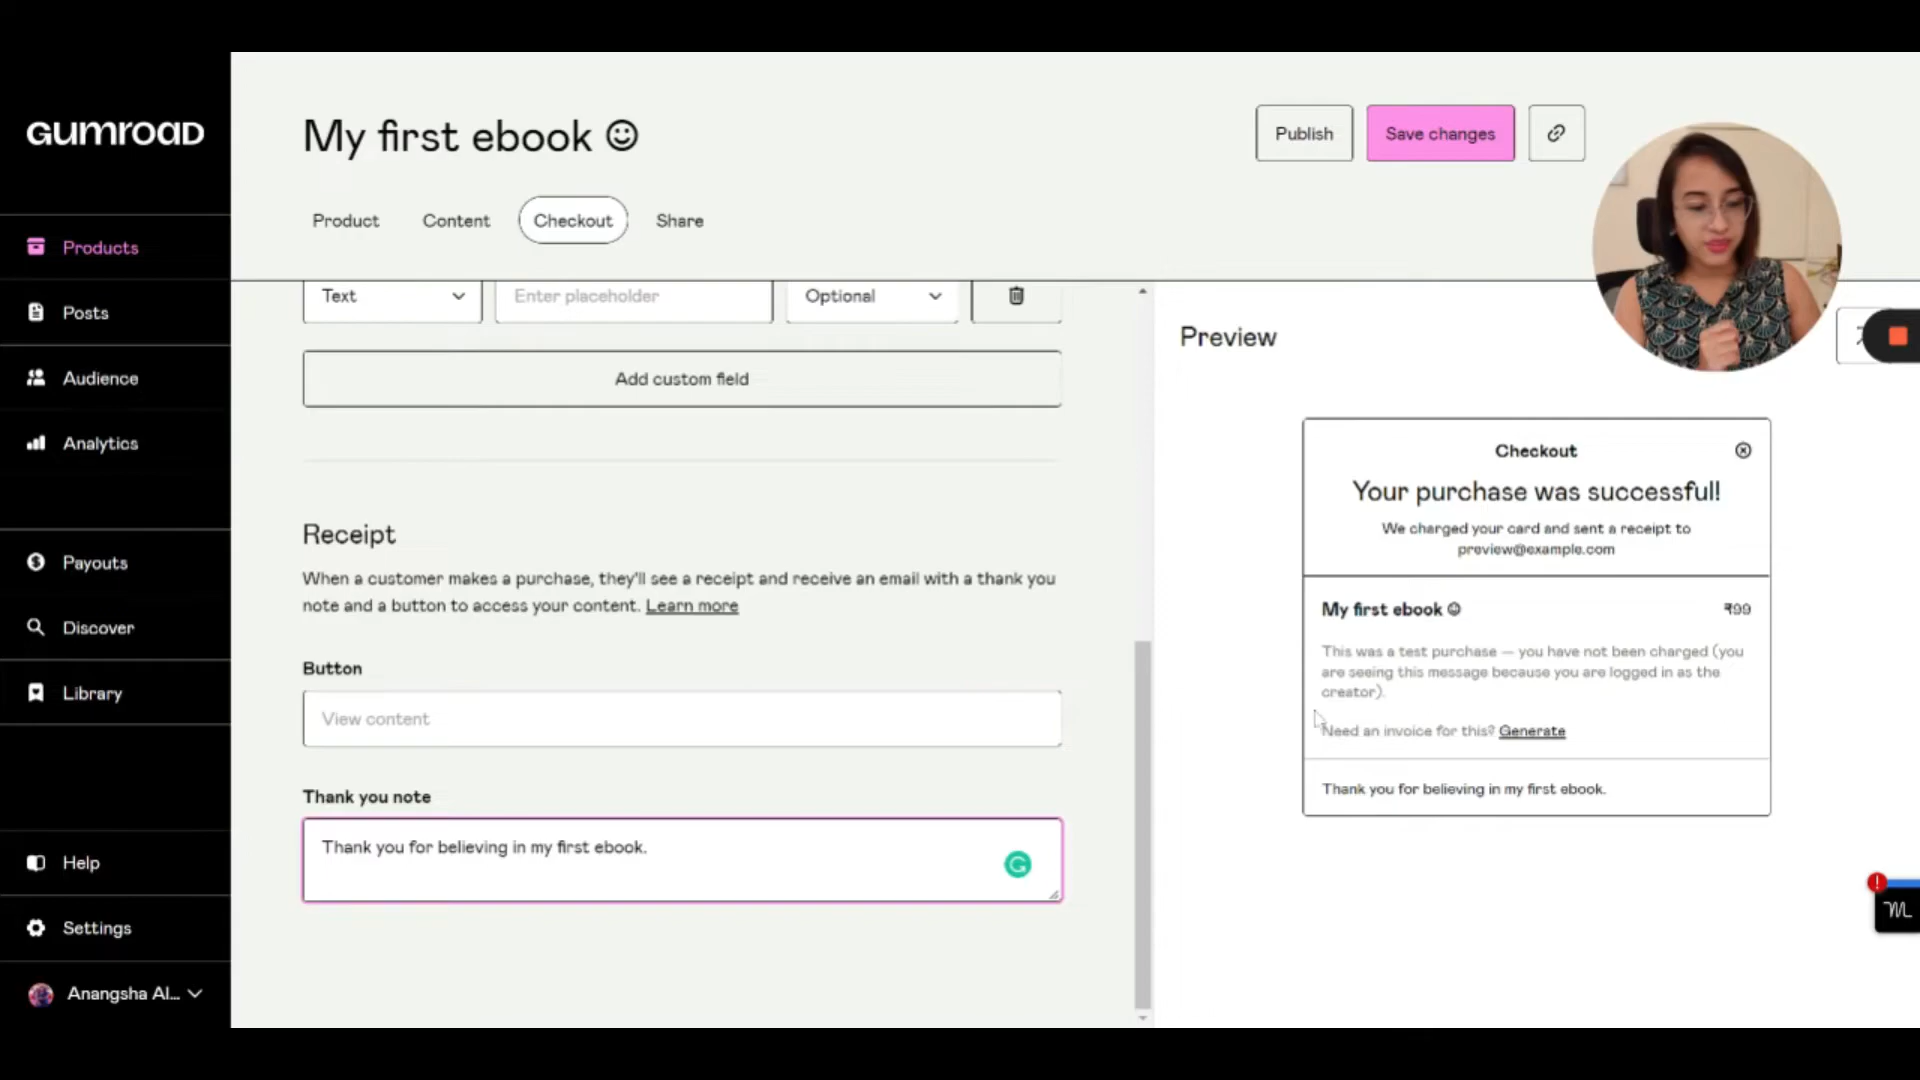 GUMROAD
Products
Posts
Audience
Analytics
Payouts
Discover
Library
Help
Settings
Anangsha Al...
My first ebook ☺
Publish
Save changes
Product
Content
Checkout
Share
Text
Enter placeholder
Optional
Add custom field
Receipt
When a customer makes a purchase, they'll see a receipt and receive an email with a thank you
note and a button to access your content. Learn more
Button
View content
Thank you note
Thank you for believing in my first ebook.
Preview
Checkout
Your purchase was successful!
We charged your card and sent a receipt to
preview@example.com
My first ebook ☺ ₹99
This was a test purchase — you have not been charged (you
are seeing this message because you are logged in as the
creator).
Need an invoice for this? Generate
Thank you for believing in my first ebook.